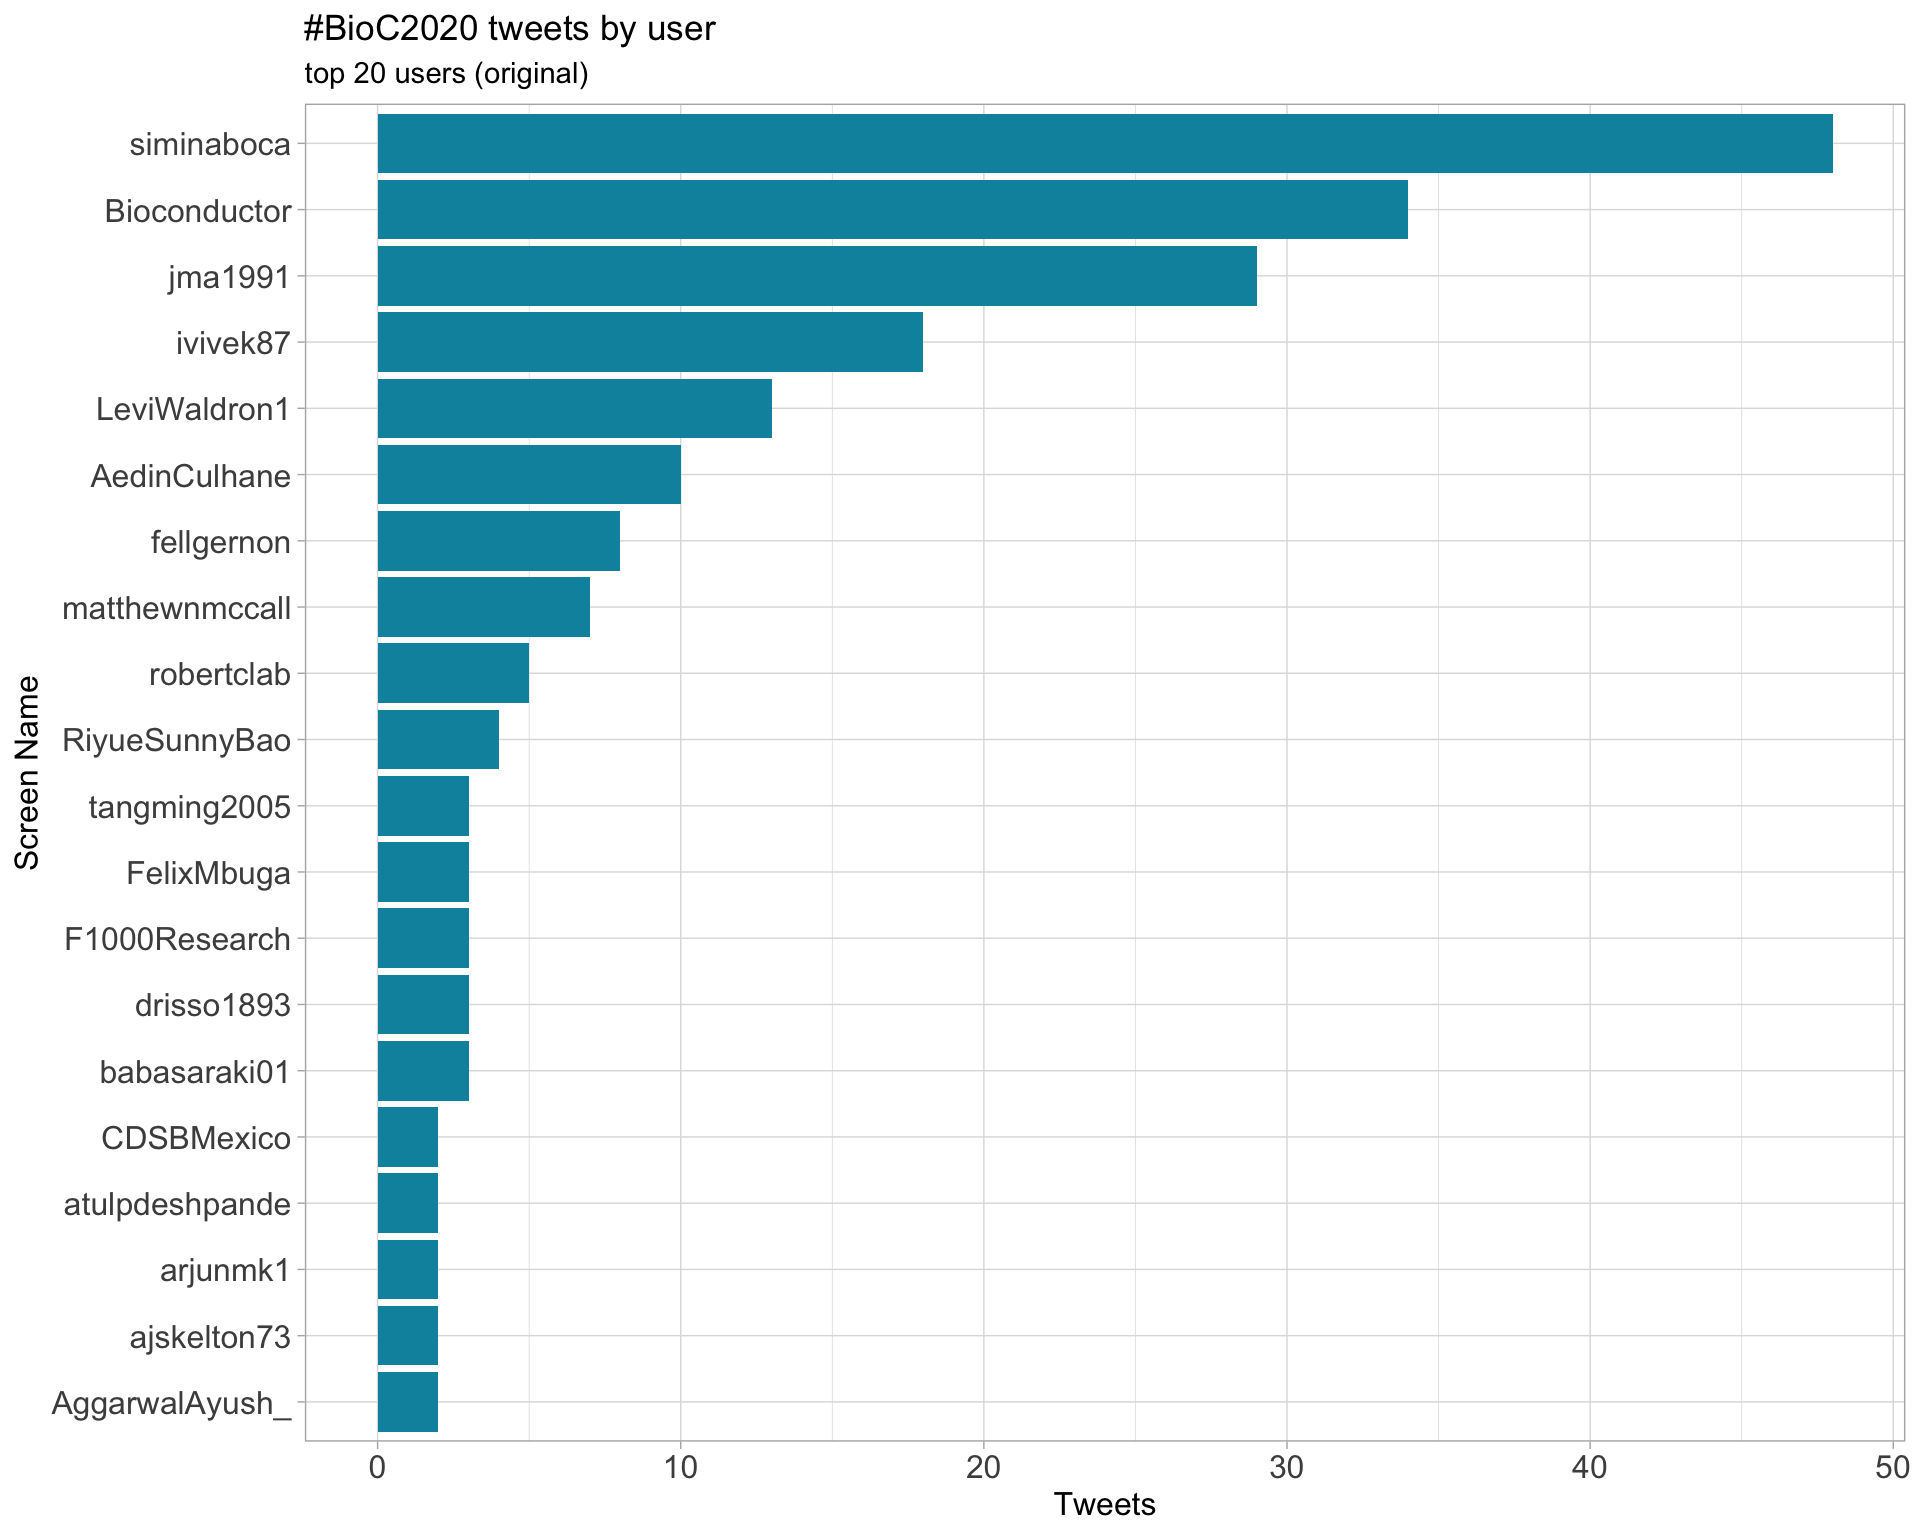 #BioC2020 tweets by user
top 20 users (original)
siminaboca
Bioconductor
jma1991
ivivek87
LeviWaldron1
AedinCulhane
fellgernon
matthewnmccall
robertclab
RiyueSunnyBao
tangming2005
FelixMbuga
F1000Research
drisso1893
babasaraki01
CDSBMexico
atulpdeshpande
arjunmk1
ajskelton73
AggarwalAyush_
Screen Name
0 10 20 30 40 50
Tweets